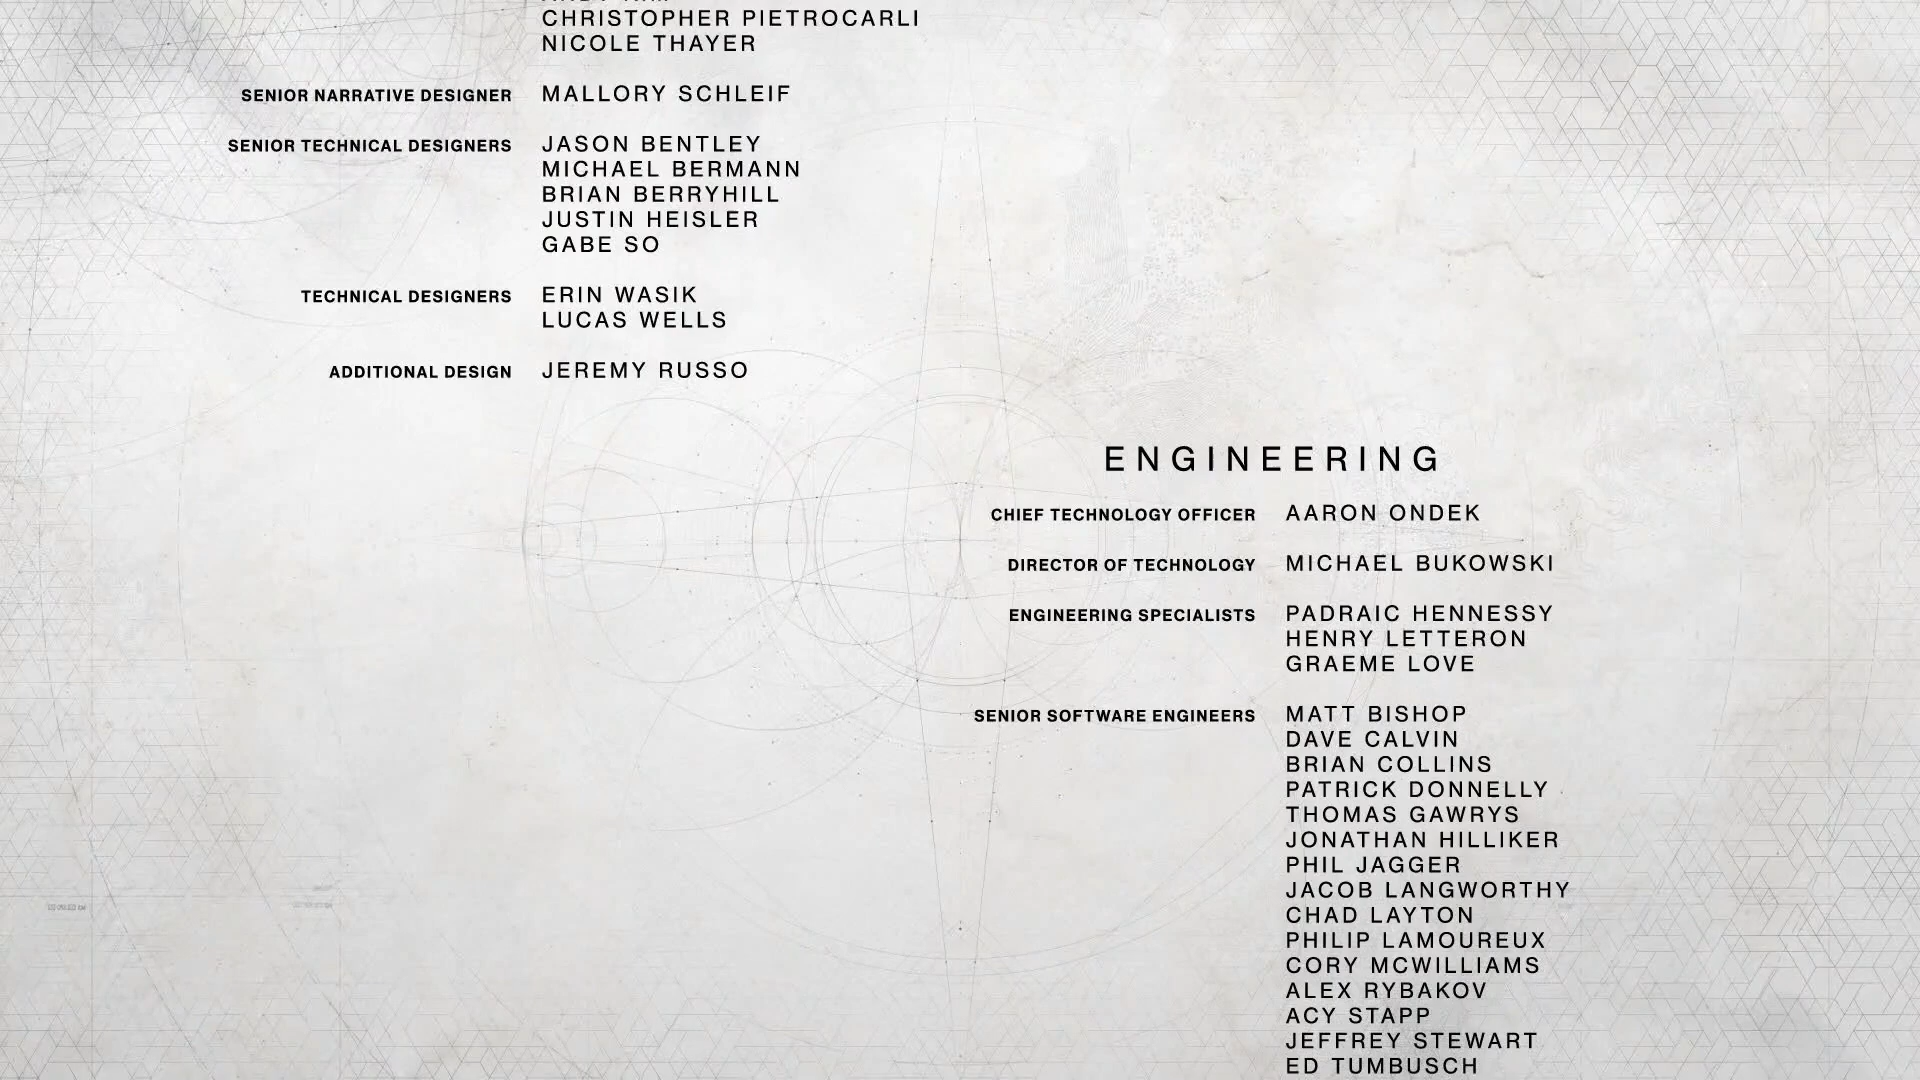 CHRISTOPHER PIETROCARLI
NICOLE THAYER
SENIOR NARRATIVE DESIGNER MALLORY SCHLEIF
SENIOR TECHNICAL DESIGNERS JASON BENTLEY
MICHAEL BERMANN
BRIAN BERRYHILL
JUSTIN HEISLER
GABE SO
TECHNICAL DESIGNERS ERIN WASIK
LUCAS WELLS
ADDITIONAL DESIGN JEREMY RUSSO
ENGINEERING
CHIEF TECHNOLOGY OFFICER AARON ONDEK
DIRECTOR OF TECHNOLOGY MICHAEL BUKOWSKI
ENGINEERING SPECIALISTS PADRAIC HENNESSY
HENRY LETTERON
GRAEME LOVE
SENIOR SOFTWARE ENGINEERS MATT BISHOP
DAVE CALVIN
BRIAN COLLINS
PATRICK DONNELLY
THOMAS GAWRYS
JONATHAN HILLIKER
PHIL JAGGER
JACOB LANGWORTHY
CHAD LAYTON
PHILIP LAMOUREUX
CORY MCWILLIAMS
ALEX RYBAKOV
ACY STAPP
JEFFREY STEWART
ED TUMBUSCH